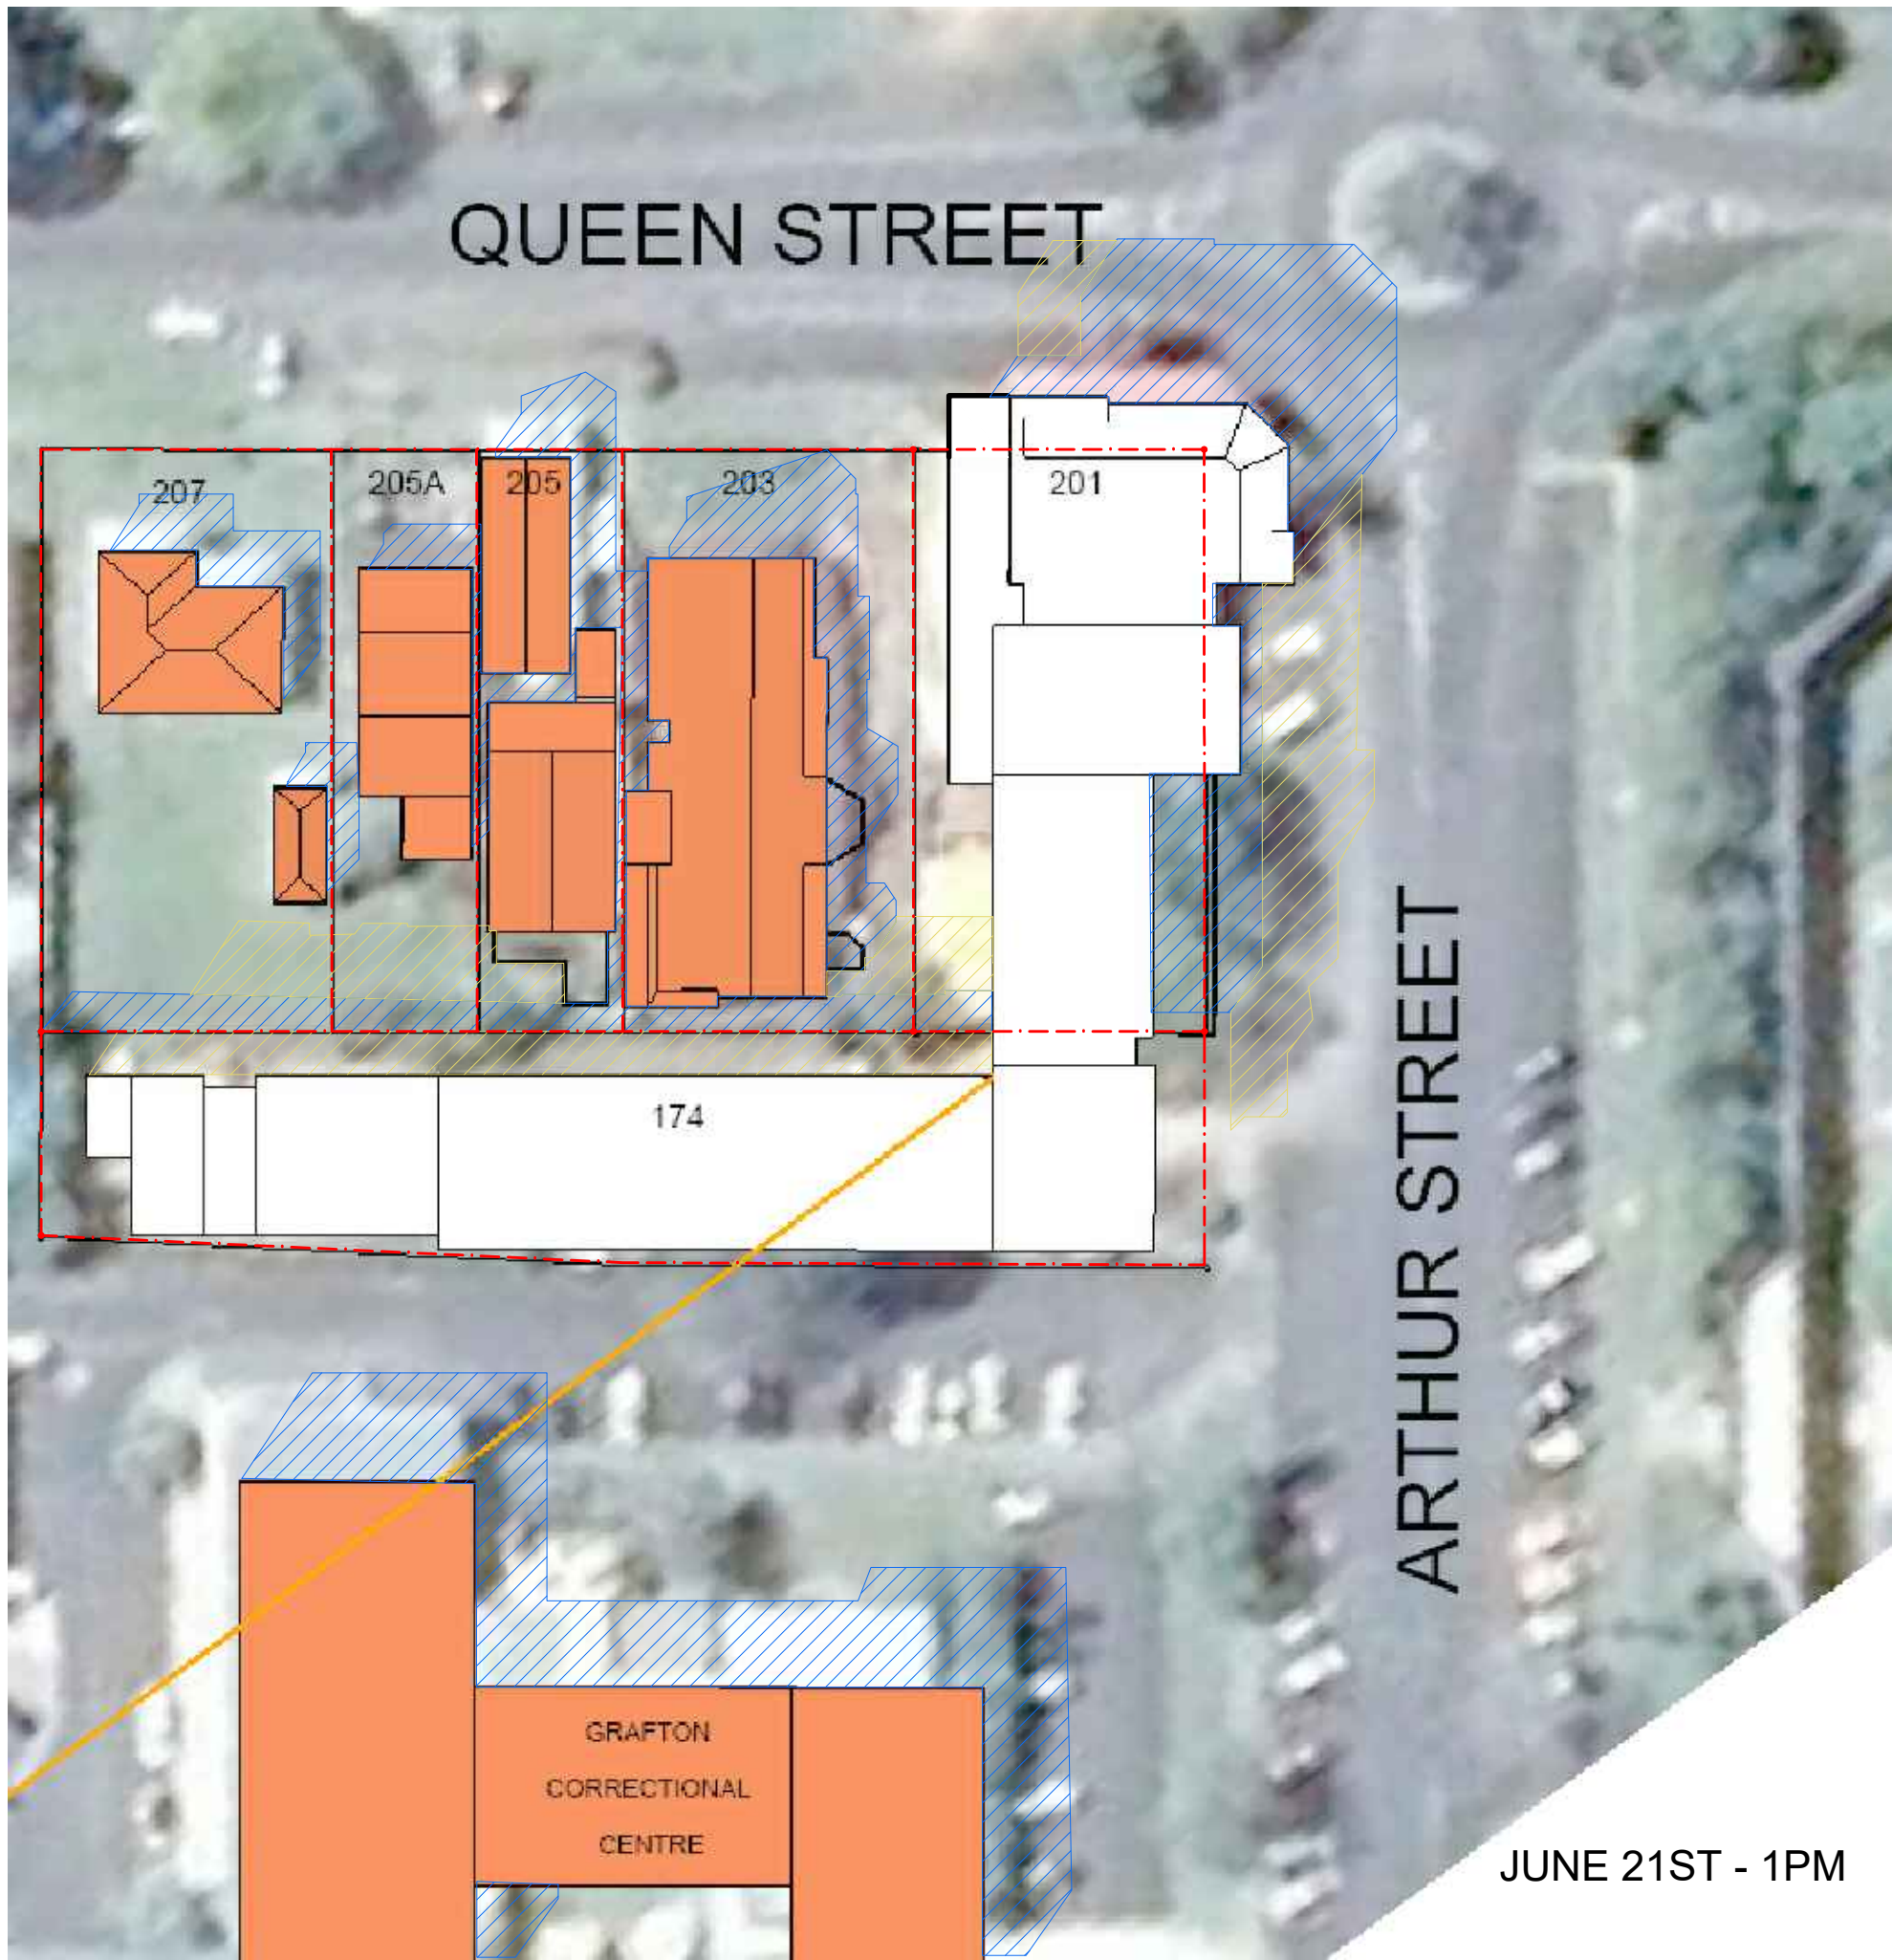 QUEEN STREET
207
205A
205
203
201
174
ARTHUR STREET
GRAFTON
CORRECTIONAL
CENTRE
JUNE 21ST - 1PM